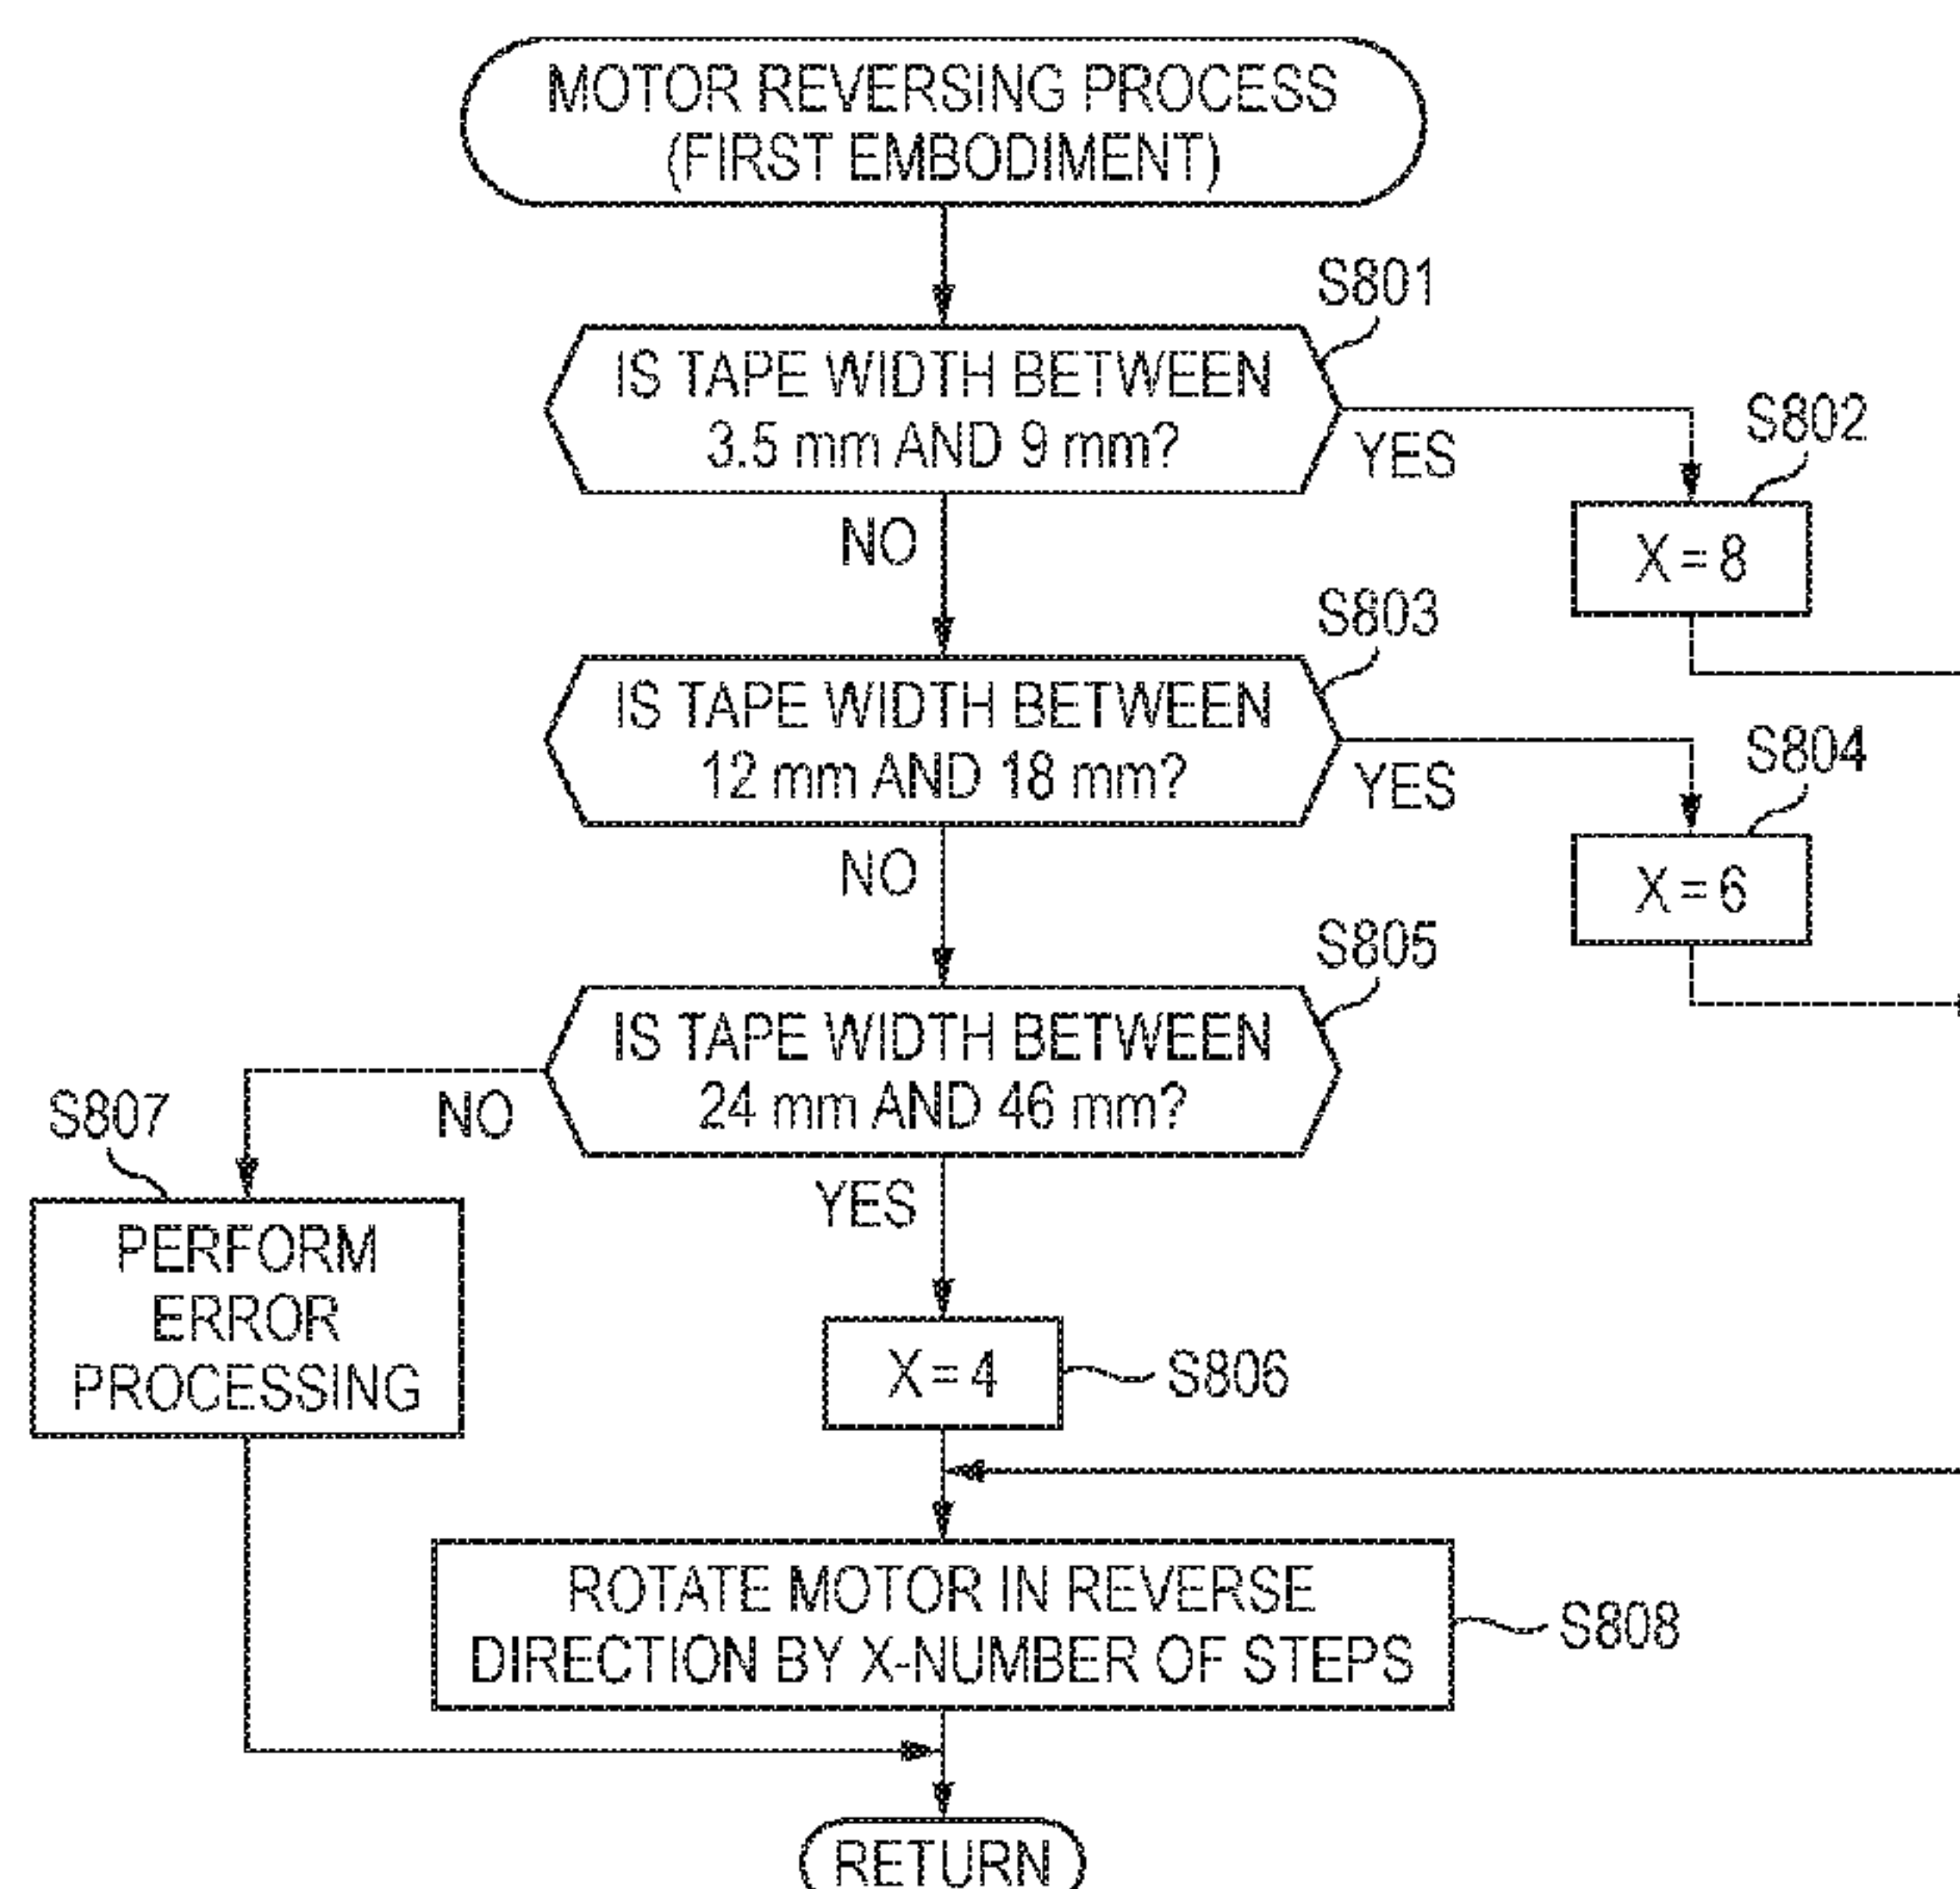 MOTOR REVERSING PROCESS
(FIRST EMBODIMENT)
S801
IS TAPE WIDTH BETWEEN
3.5 mm AND 9 mm?
YES
S802
X = 8
NO
S803
IS TAPE WIDTH BETWEEN
12 mm AND 18 mm?
YES
S804
X = 6
NO
S805
IS TAPE WIDTH BETWEEN
24 mm AND 46 mm?
NO
S807
PERFORM
ERROR
PROCESSING
YES
X = 4
S806
ROTATE MOTOR IN REVERSE
DIRECTION BY X-NUMBER OF STEPS
S808
RETURN